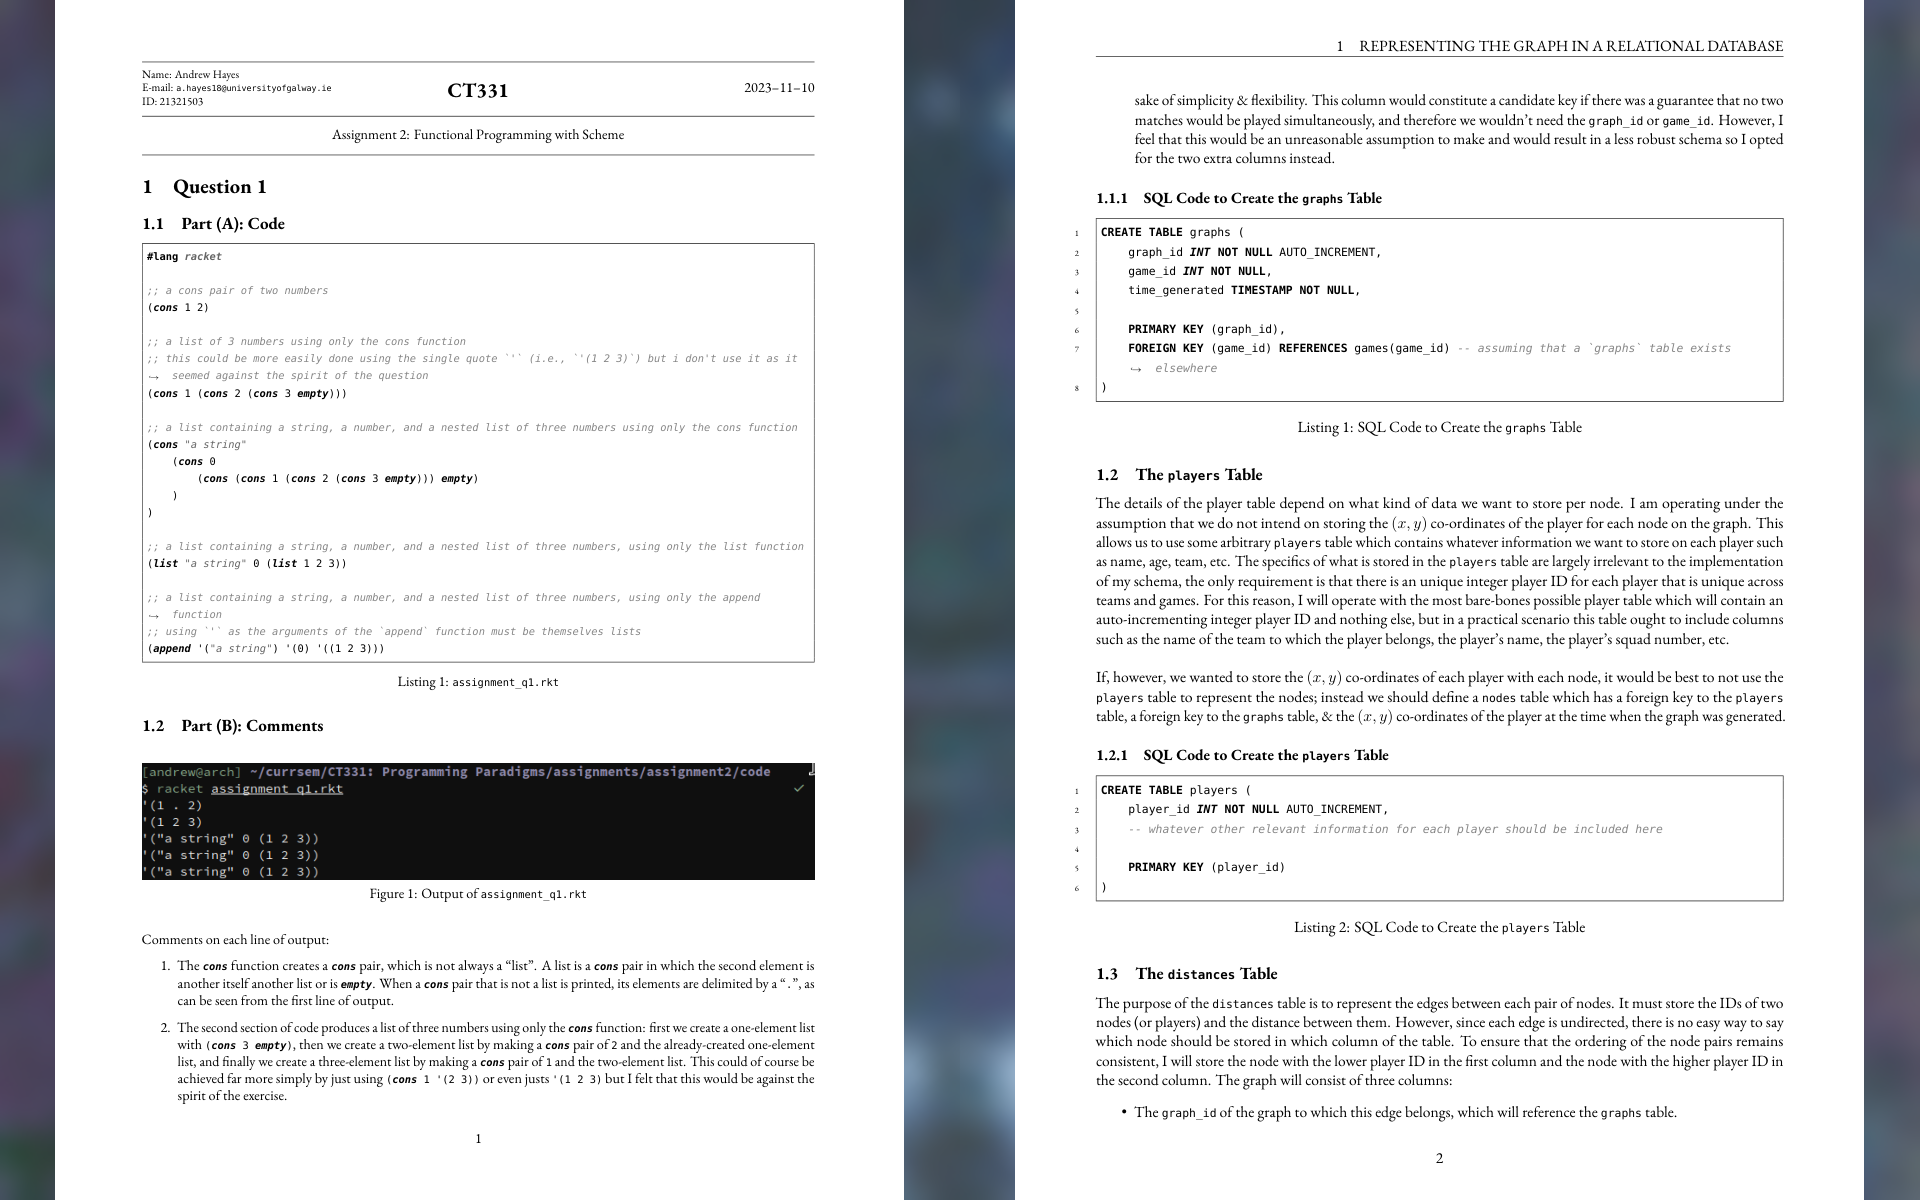 Name: Andrew Hayes
E-mail: a.hayes18@universityofgalway.ie
ID: 21321503
CT331
2023–11–10
Assignment 2: Functional Programming with Scheme
1 Question 1
1.1 Part (A): Code
#lang racket
;; a cons pair of two numbers
(cons 1 2)
;; a list of 3 numbers using only the cons function
;; this could be more easily done using the single quote `'` (i.e., `'(1 2 3)`) but i don't use it as it
↪ seemed against the spirit of the question
(cons 1 (cons 2 (cons 3 empty)))
;; a list containing a string, a number, and a nested list of three numbers using only the cons function
(cons "a string"
(cons 0
(cons (cons 1 (cons 2 (cons 3 empty))) empty)
)
)
;; a list containing a string, a number, and a nested list of three numbers, using only the list function
(list "a string" 0 (list 1 2 3))
;; a list containing a string, a number, and a nested list of three numbers, using only the append
↪ function
;; using `'` as the arguments of the `append` function must be themselves lists
(append '("a string") '(0) '((1 2 3)))
Listing 1: assignment_q1.rkt
1.2 Part (B): Comments
[andrew@arch] ~/currsem/CT331: Programming Paradigms/assignments/assignment2/code
$ racket assignment_q1.rkt ✓
'(1 . 2)
'(1 2 3)
'("a string" 0 (1 2 3))
'("a string" 0 (1 2 3))
'("a string" 0 (1 2 3))
Figure 1: Output of assignment_q1.rkt
Comments on each line of output:
1. The cons function creates a cons pair, which is not always a “list”. A list is a cons pair in which the second element is
another itself another list or is empty. When a cons pair that is not a list is printed, its elements are delimited by a “.”, as
can be seen from the first line of output.
2. The second section of code produces a list of three numbers using only the cons function: first we create a one-element list
with (cons 3 empty), then we create a two-element list by making a cons pair of 2 and the already-created one-element
list, and finally we create a three-element list by making a cons pair of 1 and the two-element list. This could of course be
achieved far more simply by just using (cons 1 '(2 3)) or even justs '(1 2 3) but I felt that this would be against the
spirit of the exercise.
1
1 REPRESENTING THE GRAPH IN A RELATIONAL DATABASE
sake of simplicity & flexibility. This column would constitute a candidate key if there was a guarantee that no two
matches would be played simultaneously, and therefore we wouldn’t need the graph_id or game_id. However, I
feel that this would be an unreasonable assumption to make and would result in a less robust schema so I opted
for the two extra columns instead.
1.1.1 SQL Code to Create the graphs Table
1 CREATE TABLE graphs (
2 graph_id INT NOT NULL AUTO_INCREMENT,
3 game_id INT NOT NULL,
4 time_generated TIMESTAMP NOT NULL,
5
6 PRIMARY KEY (graph_id),
7 FOREIGN KEY (game_id) REFERENCES games(game_id) -- assuming that a `graphs` table exists
↪ elsewhere
8 )
Listing 1: SQL Code to Create the graphs Table
1.2 The players Table
The details of the player table depend on what kind of data we want to store per node. I am operating under the
assumption that we do not intend on storing the (x, y) co-ordinates of the player for each node on the graph. This
allows us to use some arbitrary players table which contains whatever information we want to store on each player such
as name, age, team, etc. The specifics of what is stored in the players table are largely irrelevant to the implementation
of my schema, the only requirement is that there is an unique integer player ID for each player that is unique across
teams and games. For this reason, I will operate with the most bare-bones possible player table which will contain an
auto-incrementing integer player ID and nothing else, but in a practical scenario this table ought to include columns
such as the name of the team to which the player belongs, the player’s name, the player’s squad number, etc.
If, however, we wanted to store the (x, y) co-ordinates of each player with each node, it would be best to not use the
players table to represent the nodes; instead we should define a nodes table which has a foreign key to the players
table, a foreign key to the graphs table, & the (x, y) co-ordinates of the player at the time when the graph was generated.
1.2.1 SQL Code to Create the players Table
1 CREATE TABLE players (
2 player_id INT NOT NULL AUTO_INCREMENT,
3 -- whatever other relevant information for each player should be included here
4
5 PRIMARY KEY (player_id)
6 )
Listing 2: SQL Code to Create the players Table
1.3 The distances Table
The purpose of the distances table is to represent the edges between each pair of nodes. It must store the IDs of two
nodes (or players) and the distance between them. However, since each edge is undirected, there is no easy way to say
which node should be stored in which column of the table. To ensure that the ordering of the node pairs remains
consistent, I will store the node with the lower player ID in the first column and the node with the higher player ID in
the second column. The graph will consist of three columns:
• The graph_id of the graph to which this edge belongs, which will reference the graphs table.
2